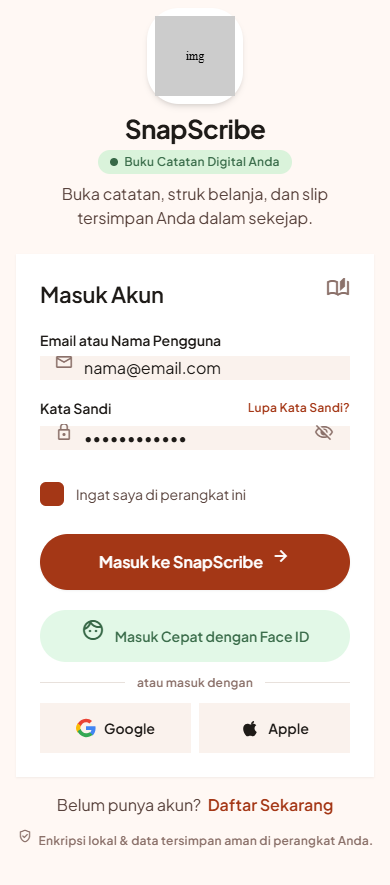 img
SnapScribe
Buku Catatan Digital Anda
Buka catatan, struk belanja, dan slip
tersimpan Anda dalam sekejap.
Masuk Akun
Email atau Nama Pengguna
nama@email.com
Kata Sandi
Lupa Kata Sandi?
••••••••••••
Ingat saya di perangkat ini
Masuk ke SnapScribe
Masuk Cepat dengan Face ID
atau masuk dengan
Google
Apple
Belum punya akun? Daftar Sekarang
Enkripsi lokal & data tersimpan aman di perangkat Anda.